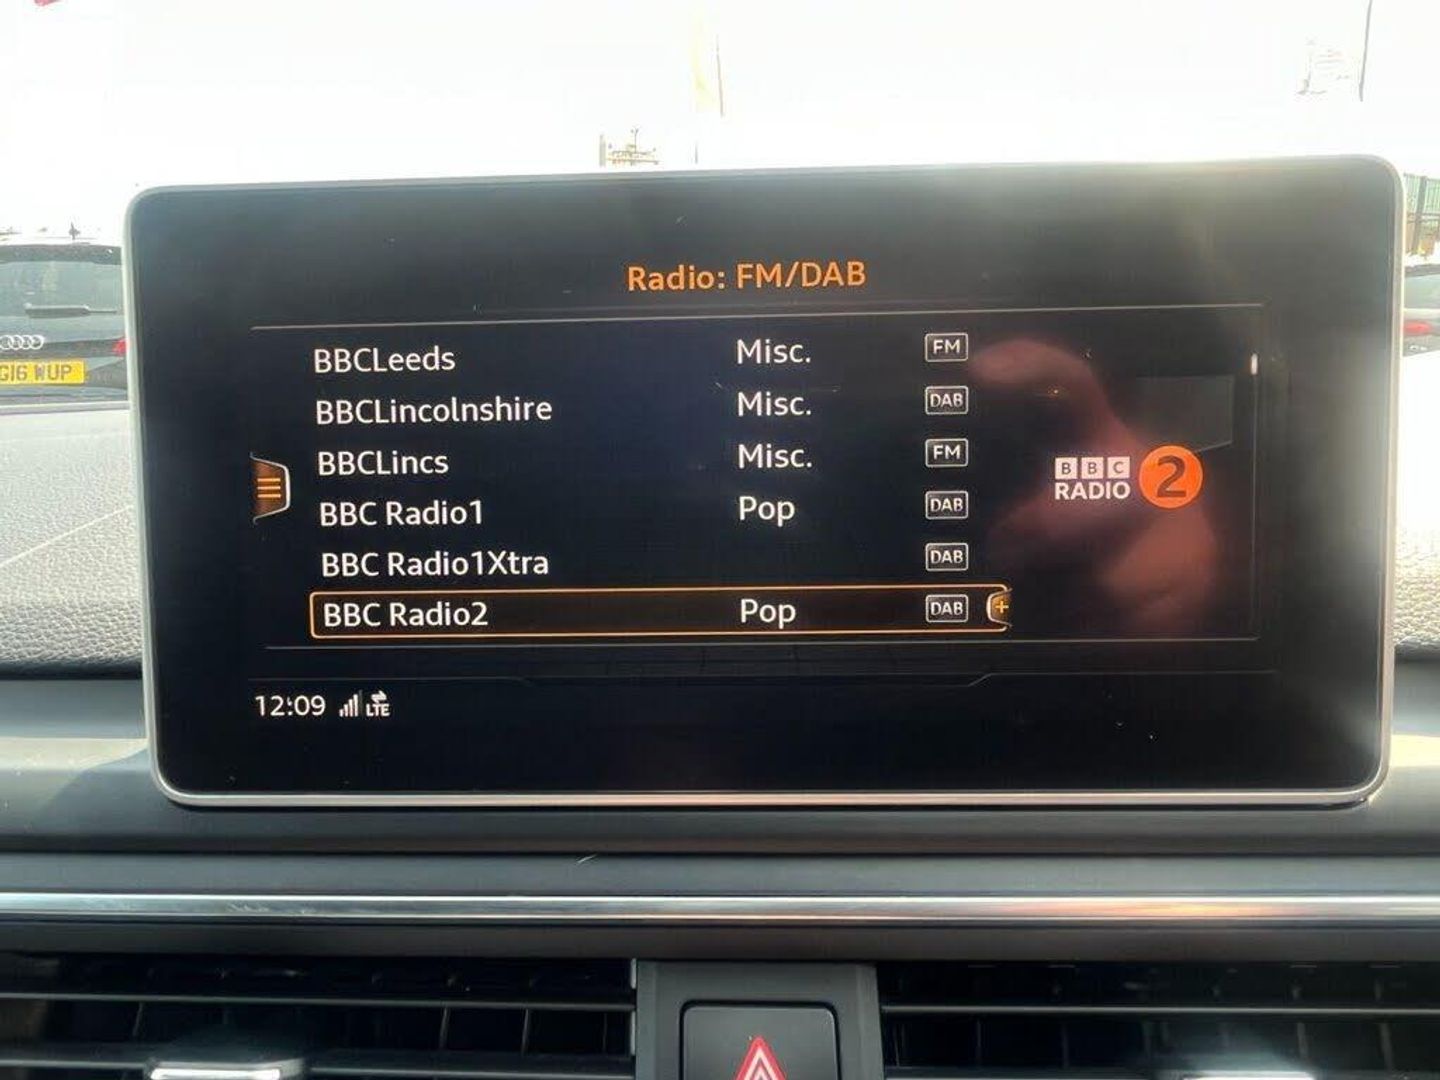 Radio: FM/DAB
BBCLeeds Misc. FM
BBCLincolnshire Misc. DAB
BBCLincs Misc. FM
BBC Radio1 Pop DAB
BBC Radio1Xtra DAB
BBC Radio2 Pop DAB +
BBC
RADIO 2
12:09 LTE
G16 WUP